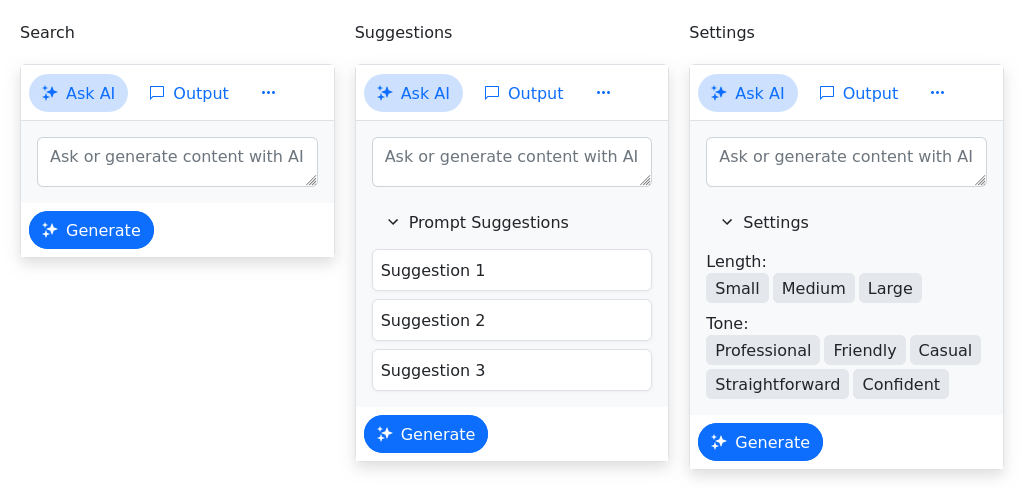 Search
Ask AI Output ...
Ask or generate content with AI
Generate
Suggestions
Ask AI Output ...
Ask or generate content with AI
Prompt Suggestions
Suggestion 1
Suggestion 2
Suggestion 3
Generate
Settings
Ask AI Output ...
Ask or generate content with AI
Settings
Length:
Small Medium Large
Tone:
Professional Friendly Casual
Straightforward Confident
Generate